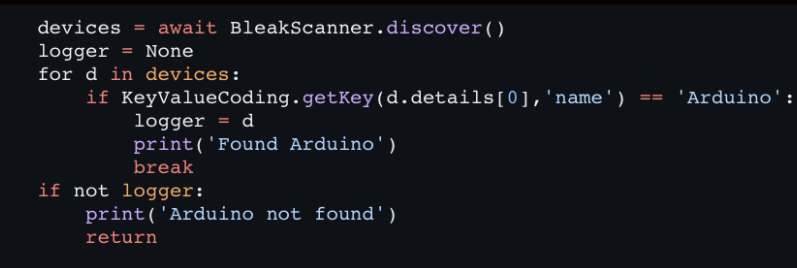 devices = await BleakScanner.discover()
logger = None
for d in devices:
    if KeyValueCoding.getKey(d.details[0],'name') == 'Arduino':
        logger = d
        print('Found Arduino')
        break
if not logger:
    print('Arduino not found')
    return